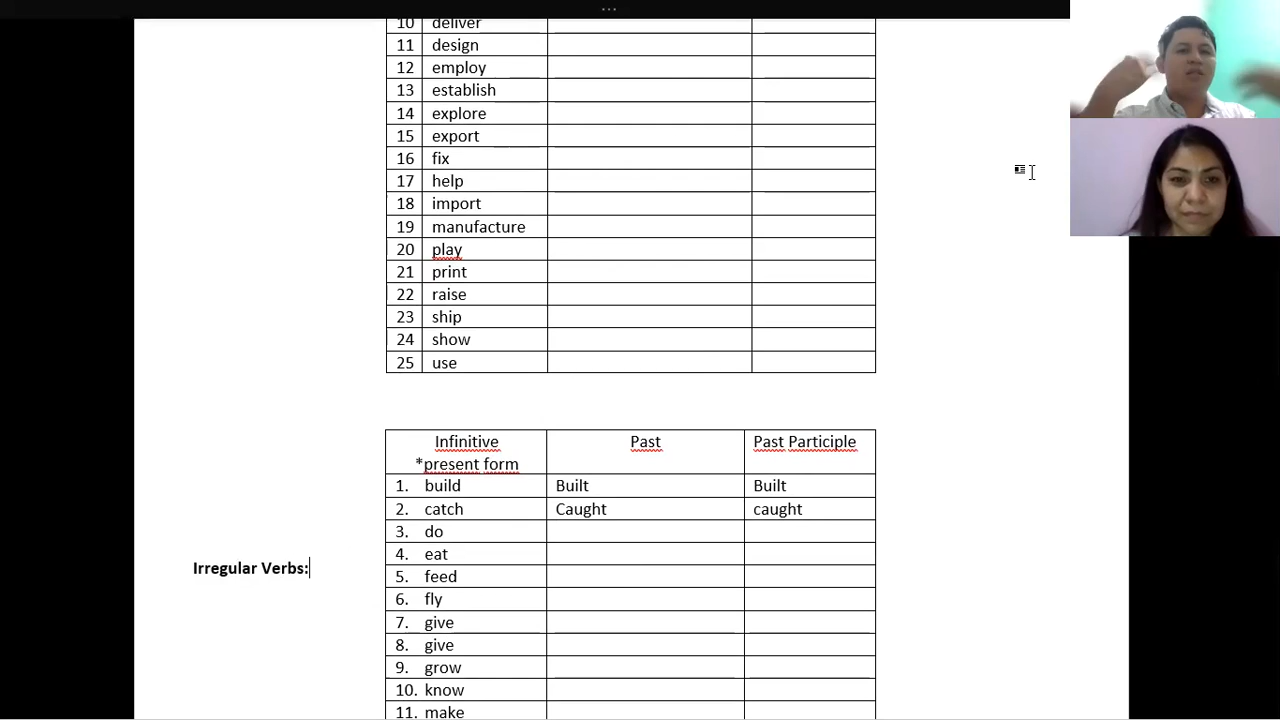 10 deliver
11 design
12 employ
13 establish
14 explore
15 export
16 fix
17 help
18 import
19 manufacture
20 play
21 print
22 raise
23 ship
24 show
25 use
Infinitive Past Past Participle
*present form
1. build Built Built
2. catch Caught caught
3. do
4. eat
Irregular Verbs:
5. feed
6. fly
7. give
8. give
9. grow
10. know
11. make